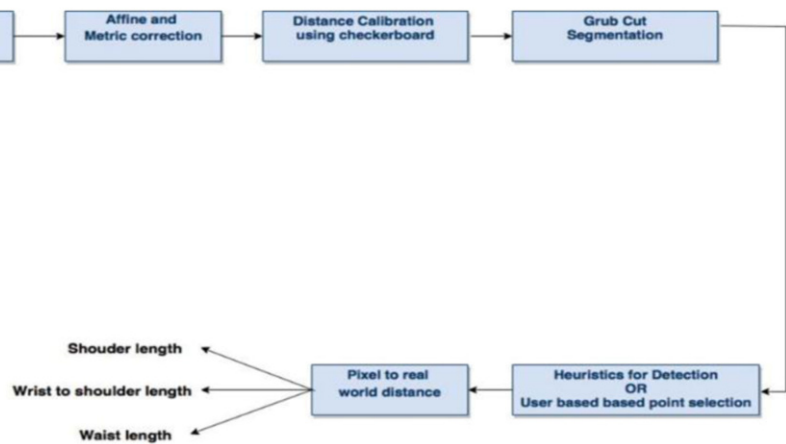 Affine and
Metric correction
Distance Calibration
using checkerboard
Grub Cut
Segmentation
Shouder length
Wrist to shoulder length
Waist length
Pixel to real
world distance
Heuristics for Detection
OR
User based based point selection